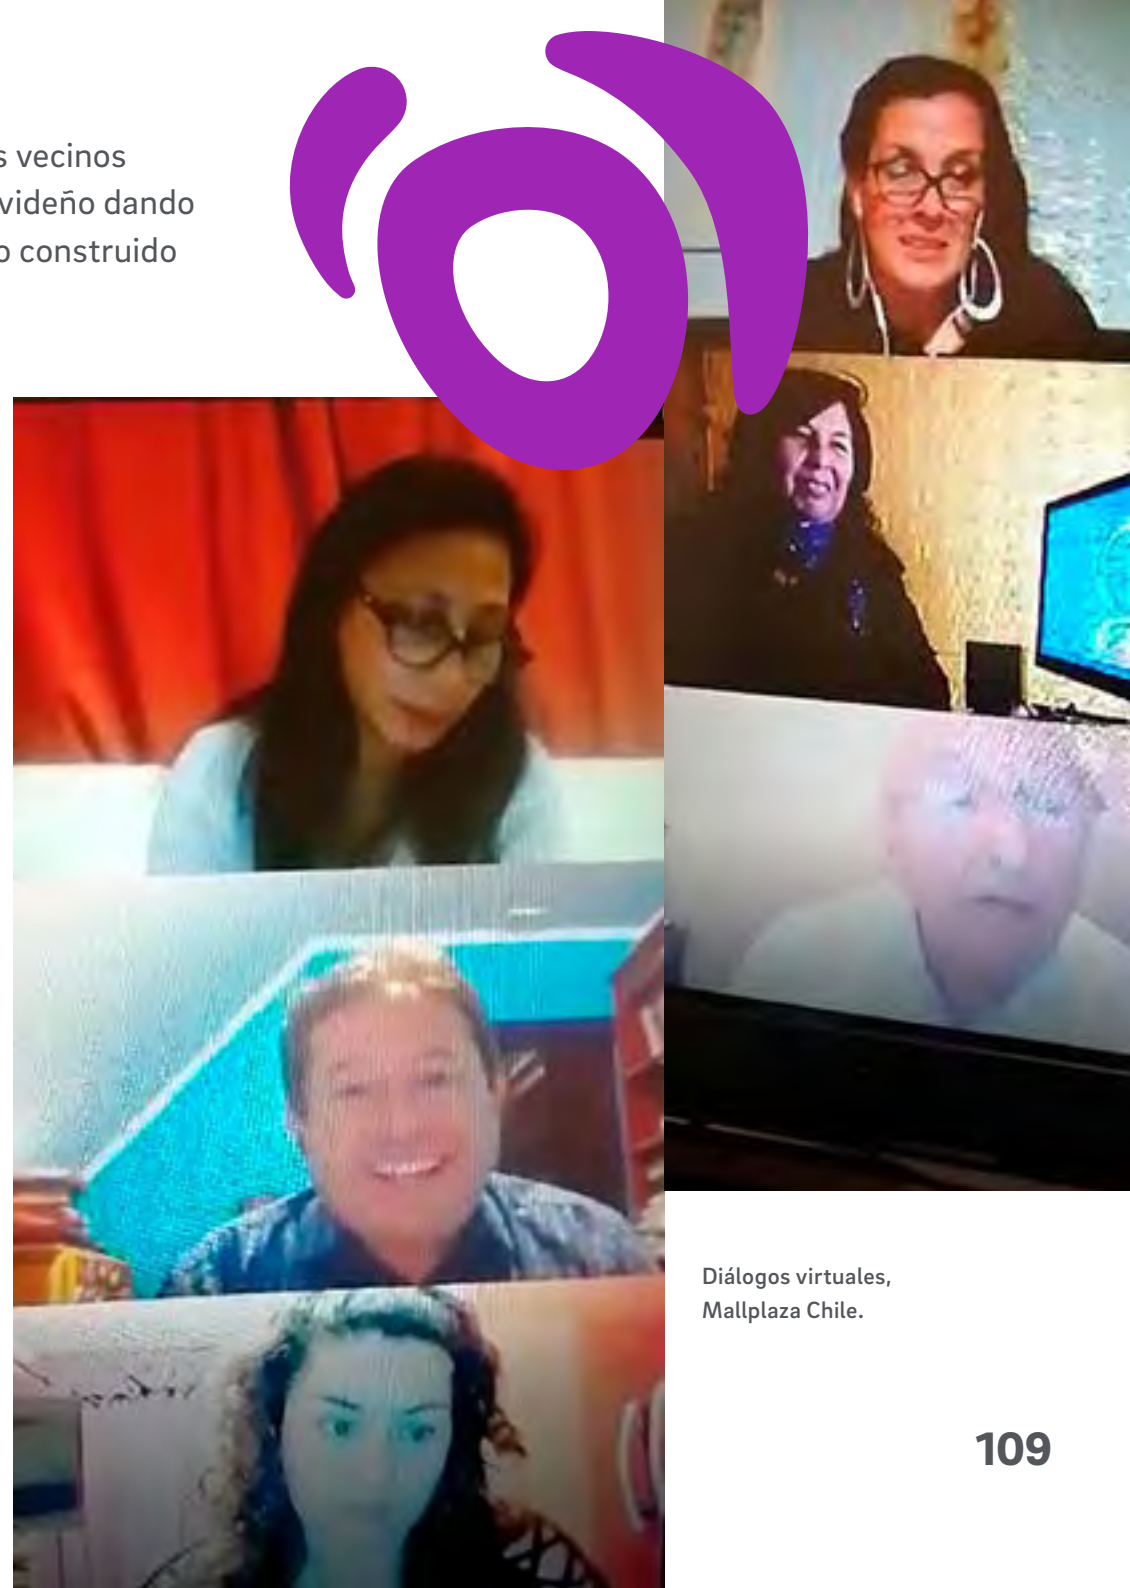 s vecinos
videño dando
o construido
Diálogos virtuales,
Mallplaza Chile.
109